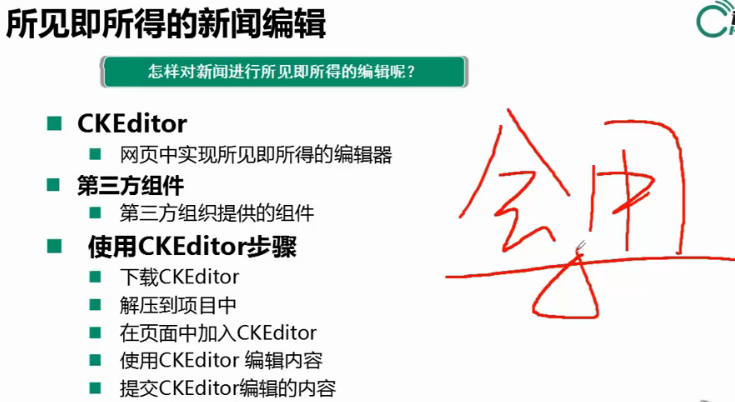 所见即所得的新闻编辑
怎样对新闻进行所见即所得的编辑呢？
CKEditor
网页中实现所见即所得的编辑器
第三方组件
第三方组织提供的组件
使用CKEditor步骤
下载CKEditor
解压到项目中
在页面中加入CKEditor
使用CKEditor 编辑内容
提交CKEditor编辑的内容
会用